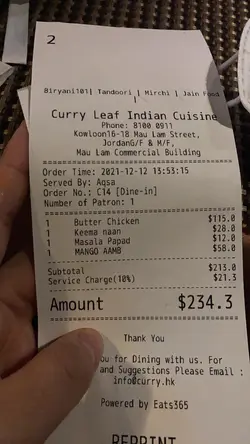 2
Biryani101| Tandoori | Mirchi | Jain Food
|
Curry Leaf Indian Cuisine
Phone: 8100 0911
Kowloon16-18 Mau Lam Street,
JordanG/F & M/F,
Mau Lam Commercial Building
Order Time: 2021-12-12 13:53:15
Served By: Aqsa
Order No.: C14 [Dine-in]
Number of Patron: 1
1 Butter Chicken $115.0
1 Keema naan $28.0
1 Masala Papad $12.0
1 MANGO AAMB $58.0
Subtotal $213.0
Service Charge(10%) $21.3
Amount $234.3
Thank You
You for Dining with us. For
and Suggestions Please Email :
info@curry.hk
Powered by Eats365
REPRINT